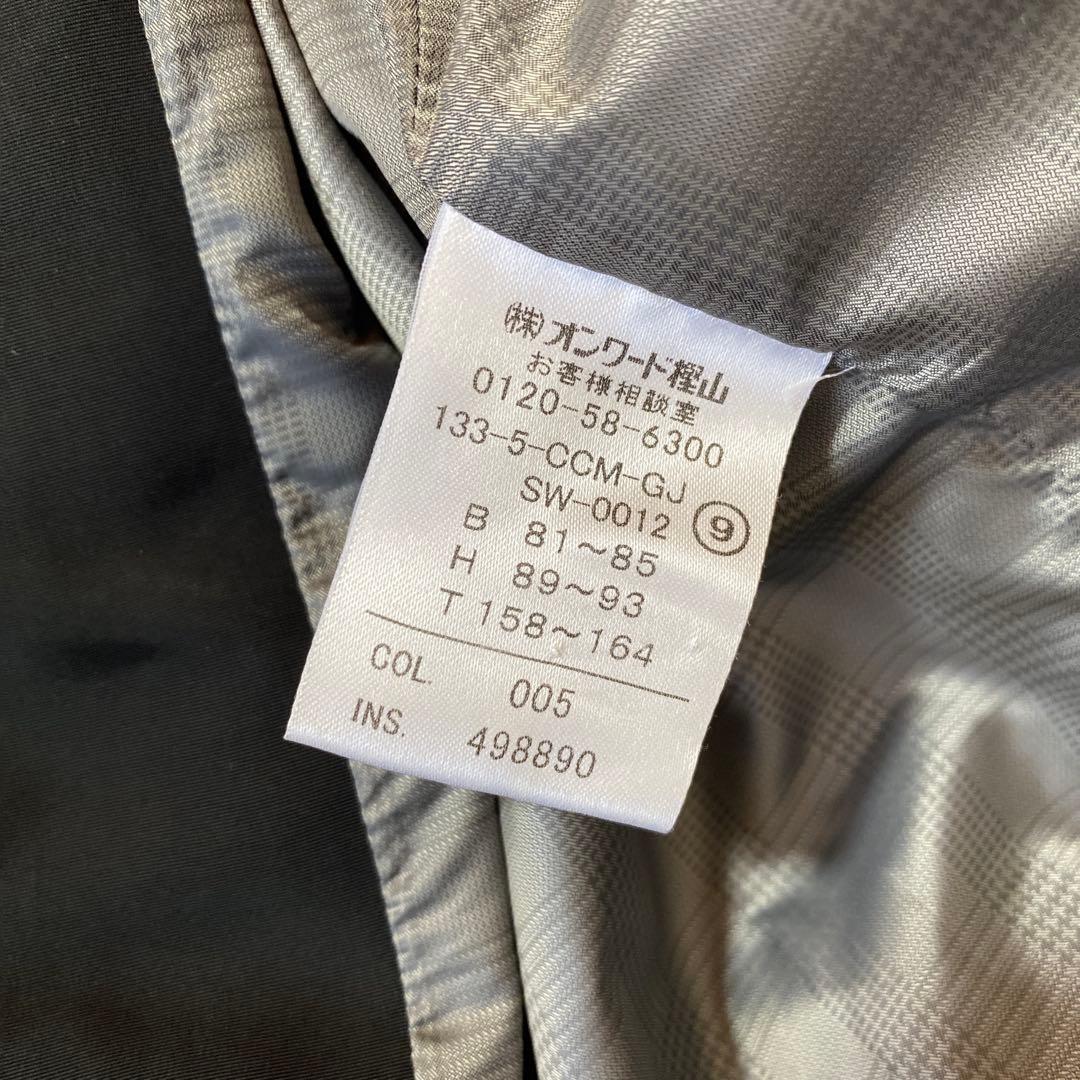 (株)オンワード樫山
お客様相談室
0120-58-6300
133-5-CCM-GJ
SW-0012 ⑨
B 81～85
H 89～93
T 158～164
COL. 005
INS. 498890